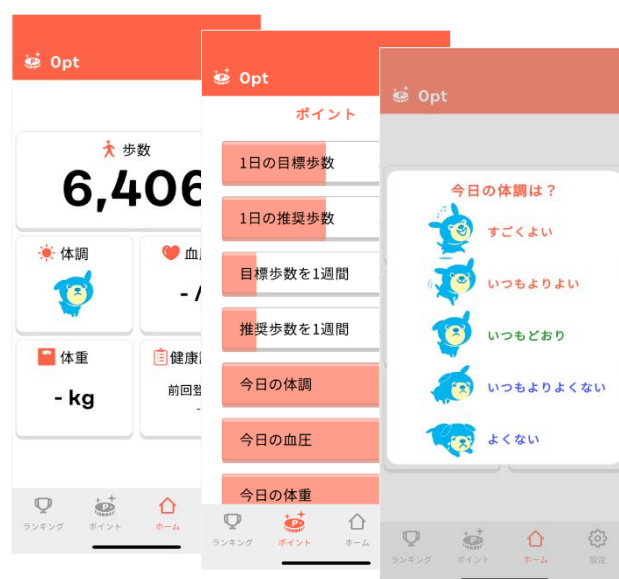 Opt
歩数
6,406
体調
血
- /
体重
- kg
健康
前回登
-
ランキング
ポイント
ホーム
Opt
ポイント
1日の目標歩数
1日の推奨歩数
目標歩数を1週間
推奨歩数を1週間
今日の体調
今日の血圧
今日の体重
ランキング
ポイント
ホーム
Opt
今日の体調は？
すごくよい
いつもよりよい
いつもどおり
いつもよりよくない
よくない
ランキング
ポイント
ホーム
設定